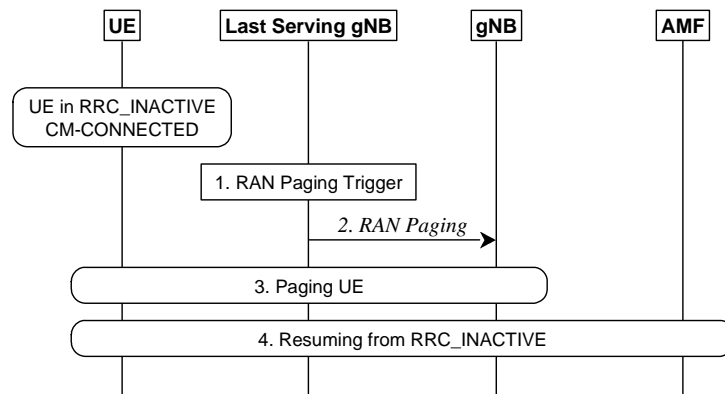 UE
Last Serving gNB
gNB
AMF
UE in RRC_INACTIVE
CM-CONNECTED
1. RAN Paging Trigger
2. RAN Paging
3. Paging UE
4. Resuming from RRC_INACTIVE